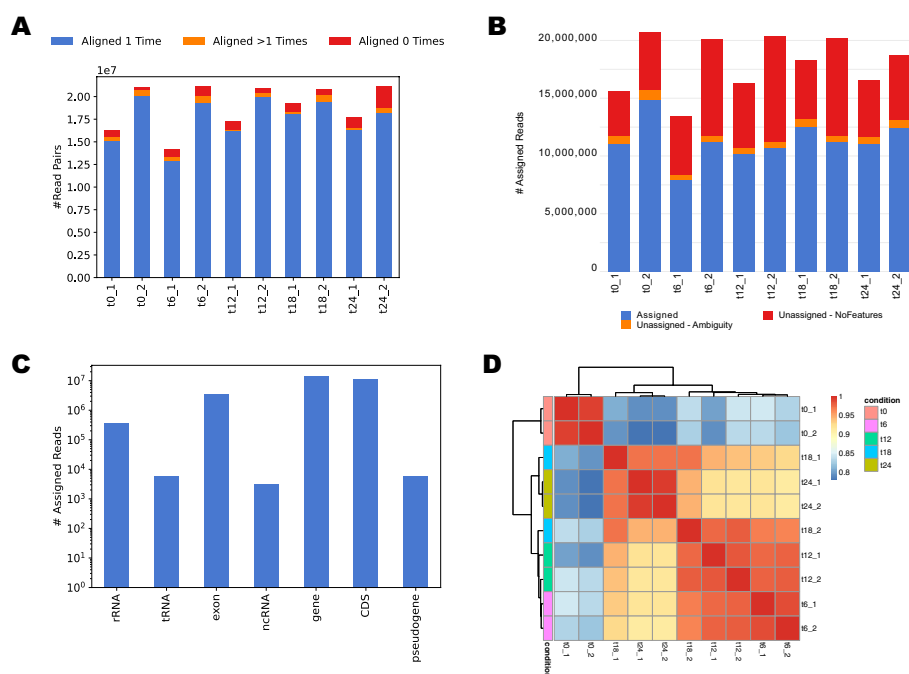 A
Aligned 1 Time
Aligned >1 Times
Aligned 0 Times
1e7
#Read Pairs
2.00
1.75
1.50
1.25
1.00
0.75
0.50
0.25
0.00
t0_1
t0_2
t6_1
t6_2
t12_1
t12_2
t18_1
t18_2
t24_1
t24_2
B
# Assigned Reads
20,000,000
15,000,000
10,000,000
5,000,000
0
t0_1
t0_2
t6_1
t6_2
t12_1
t12_2
t18_1
t18_2
t24_1
t24_2
Assigned
Unassigned - Ambiguity
Unassigned - NoFeatures
C
# Assigned Reads
10^7
10^6
10^5
10^4
10^3
10^2
10^1
10^0
rRNA
tRNA
exon
ncRNA
gene
CDS
pseudogene
D
t0_1
t0_2
t18_1
t24_1
t24_2
t18_2
t12_1
t12_2
t6_1
t6_2
condition
t0_1
t0_2
t18_1
t24_1
t24_2
t18_2
t12_1
t12_2
t6_1
t6_2
1
0.95
0.9
0.85
0.8
condition
t0
t6
t12
t18
t24